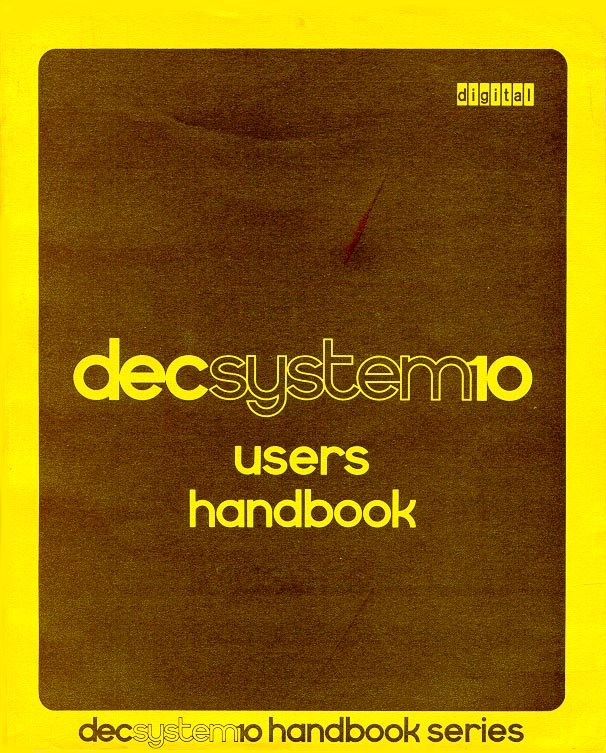 digital
decsystem10
users
handbook
decsystem10 handbook series